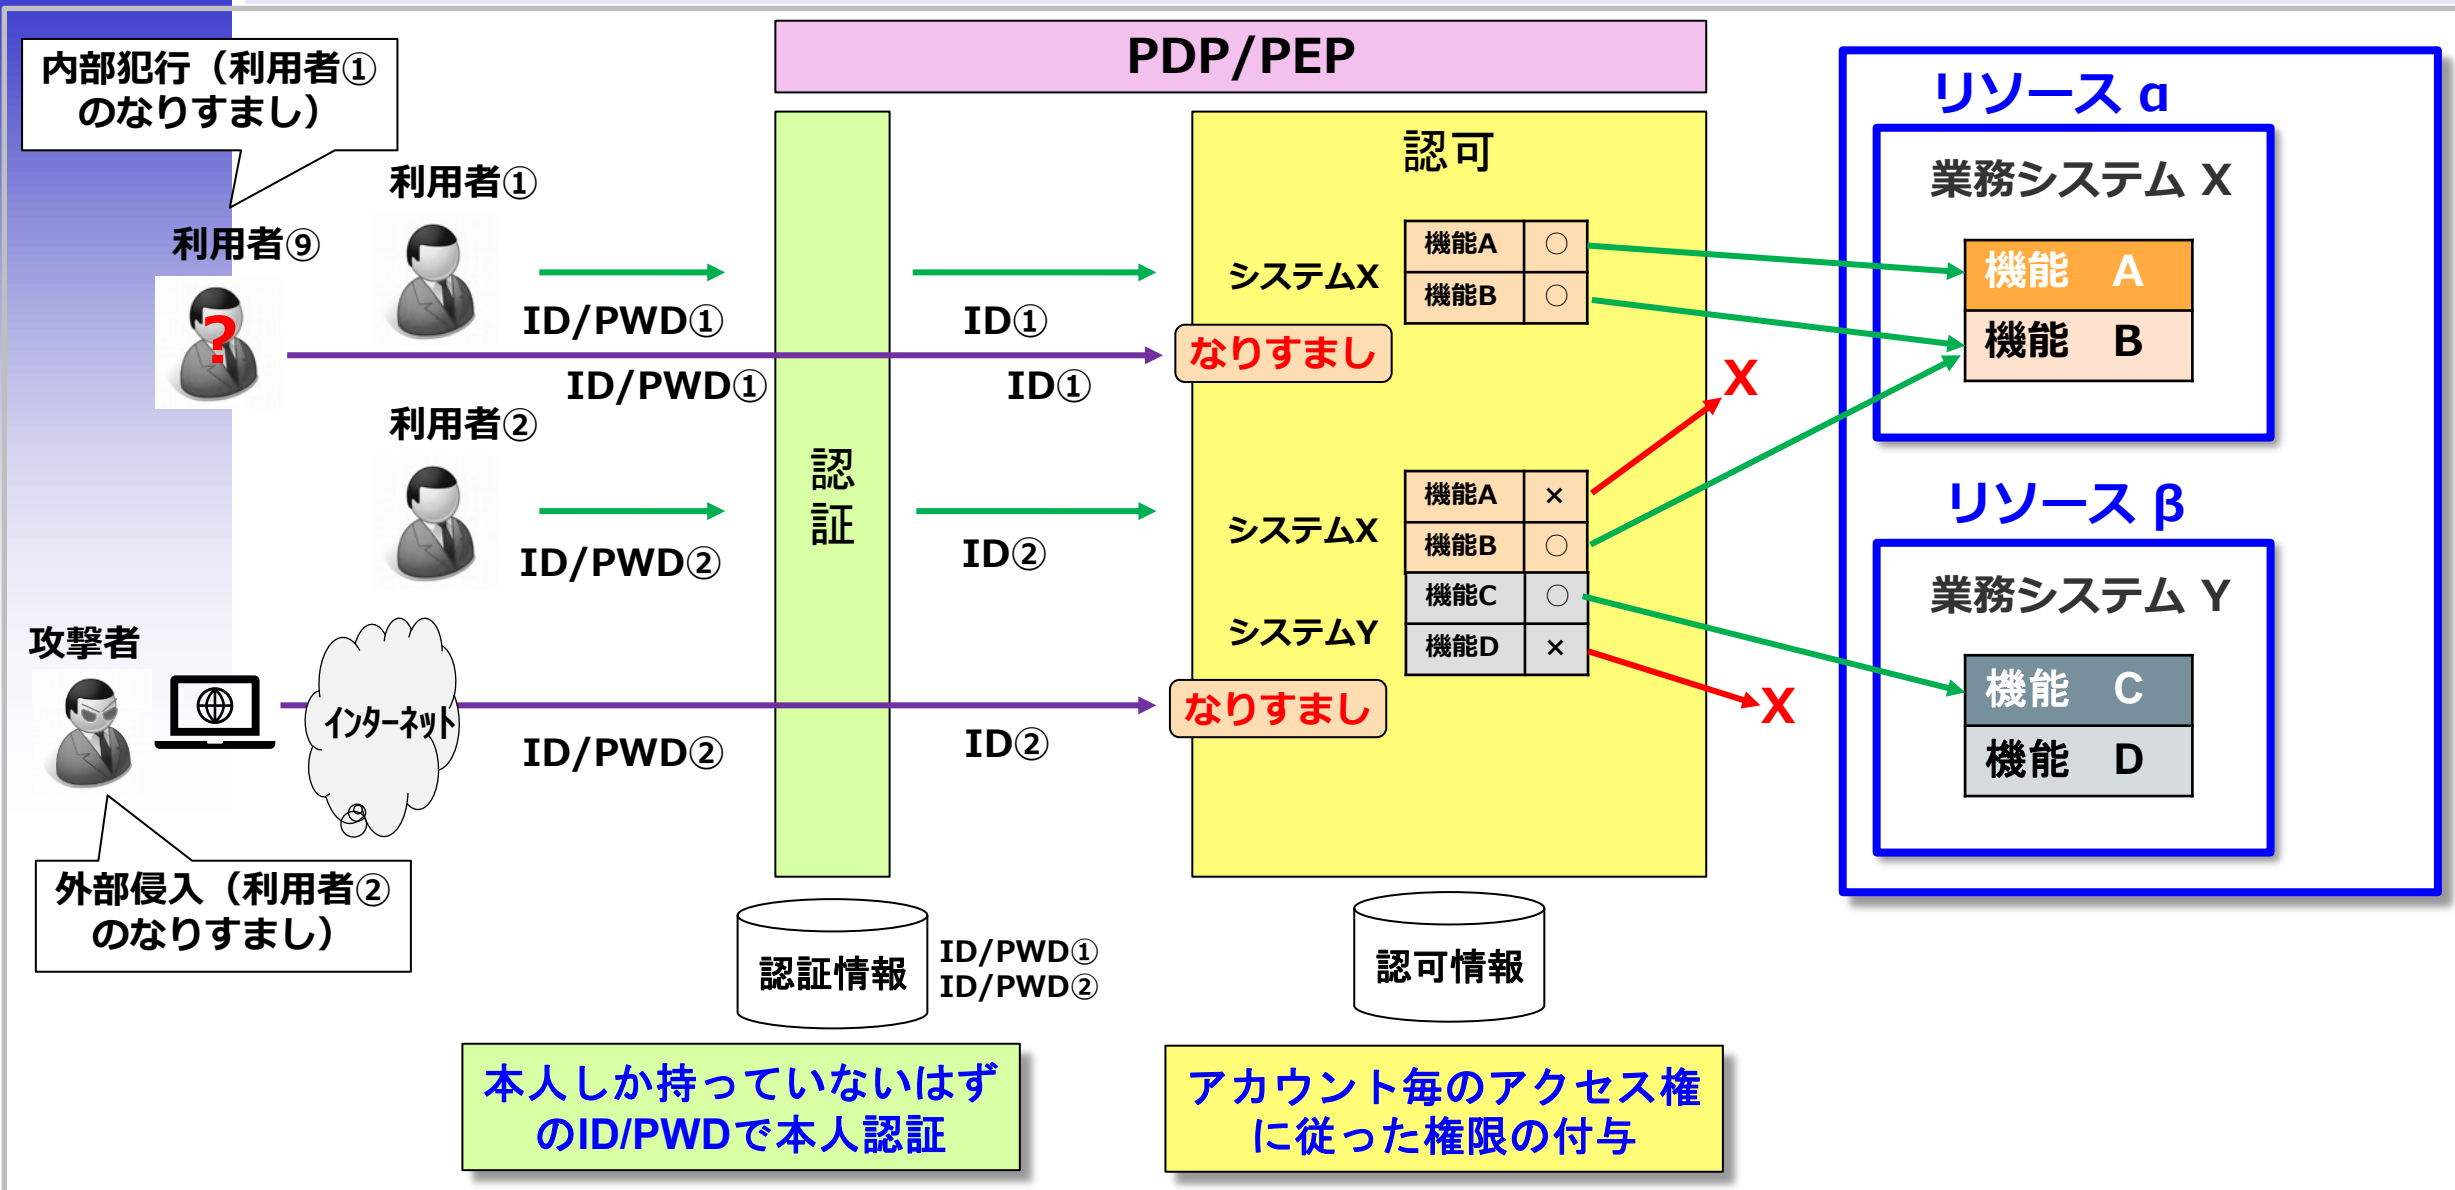 PDP/PEP
内部犯行（利用者①
のなりすまし）
利用者①
利用者⑨
?
ID/PWD①
ID①
ID/PWD①
ID①
利用者②
ID/PWD②
ID②
攻撃者
インターネット
ID/PWD②
ID②
外部侵入（利用者②
のなりすまし）
認
証
認可
システムX
機能A ○
機能B ○
なりすまし
システムX
機能A ×
機能B ○
システムY
機能C ○
機能D ×
なりすまし
X
X
リソース α
業務システム X
機能 A
機能 B
リソース β
業務システム Y
機能 C
機能 D
認証情報
ID/PWD①
ID/PWD②
認可情報
本人しか持っていないはず
のID/PWDで本人認証
アカウント毎のアクセス権
に従った権限の付与